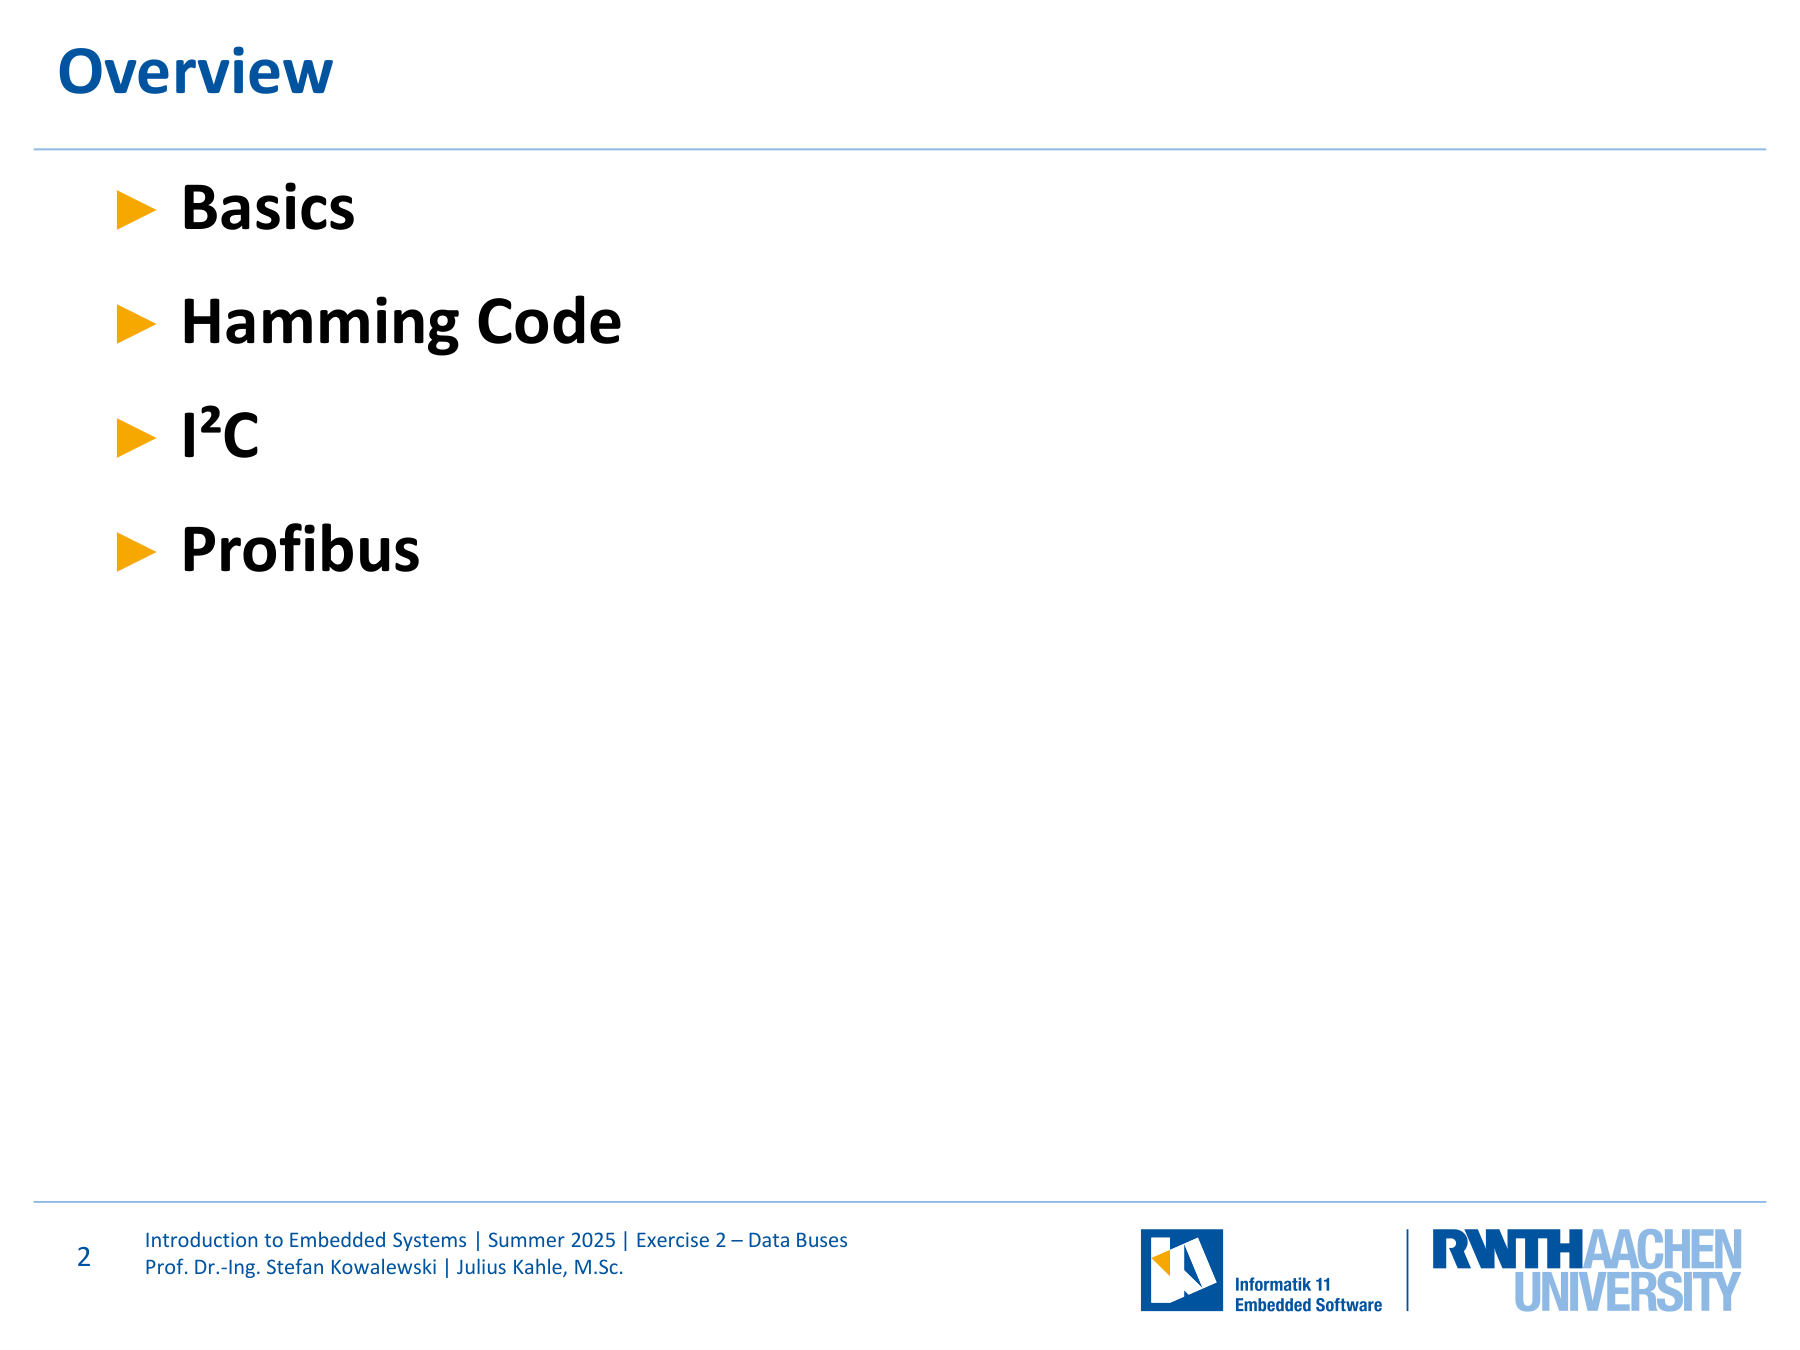 Overview
► Basics
► Hamming Code
► I²C
► Profibus
2
Introduction to Embedded Systems | Summer 2025 | Exercise 2 – Data Buses
Prof. Dr.-Ing. Stefan Kowalewski | Julius Kahle, M.Sc.
Informatik 11
Embedded Software
RWTHAACHEN
UNIVERSITY